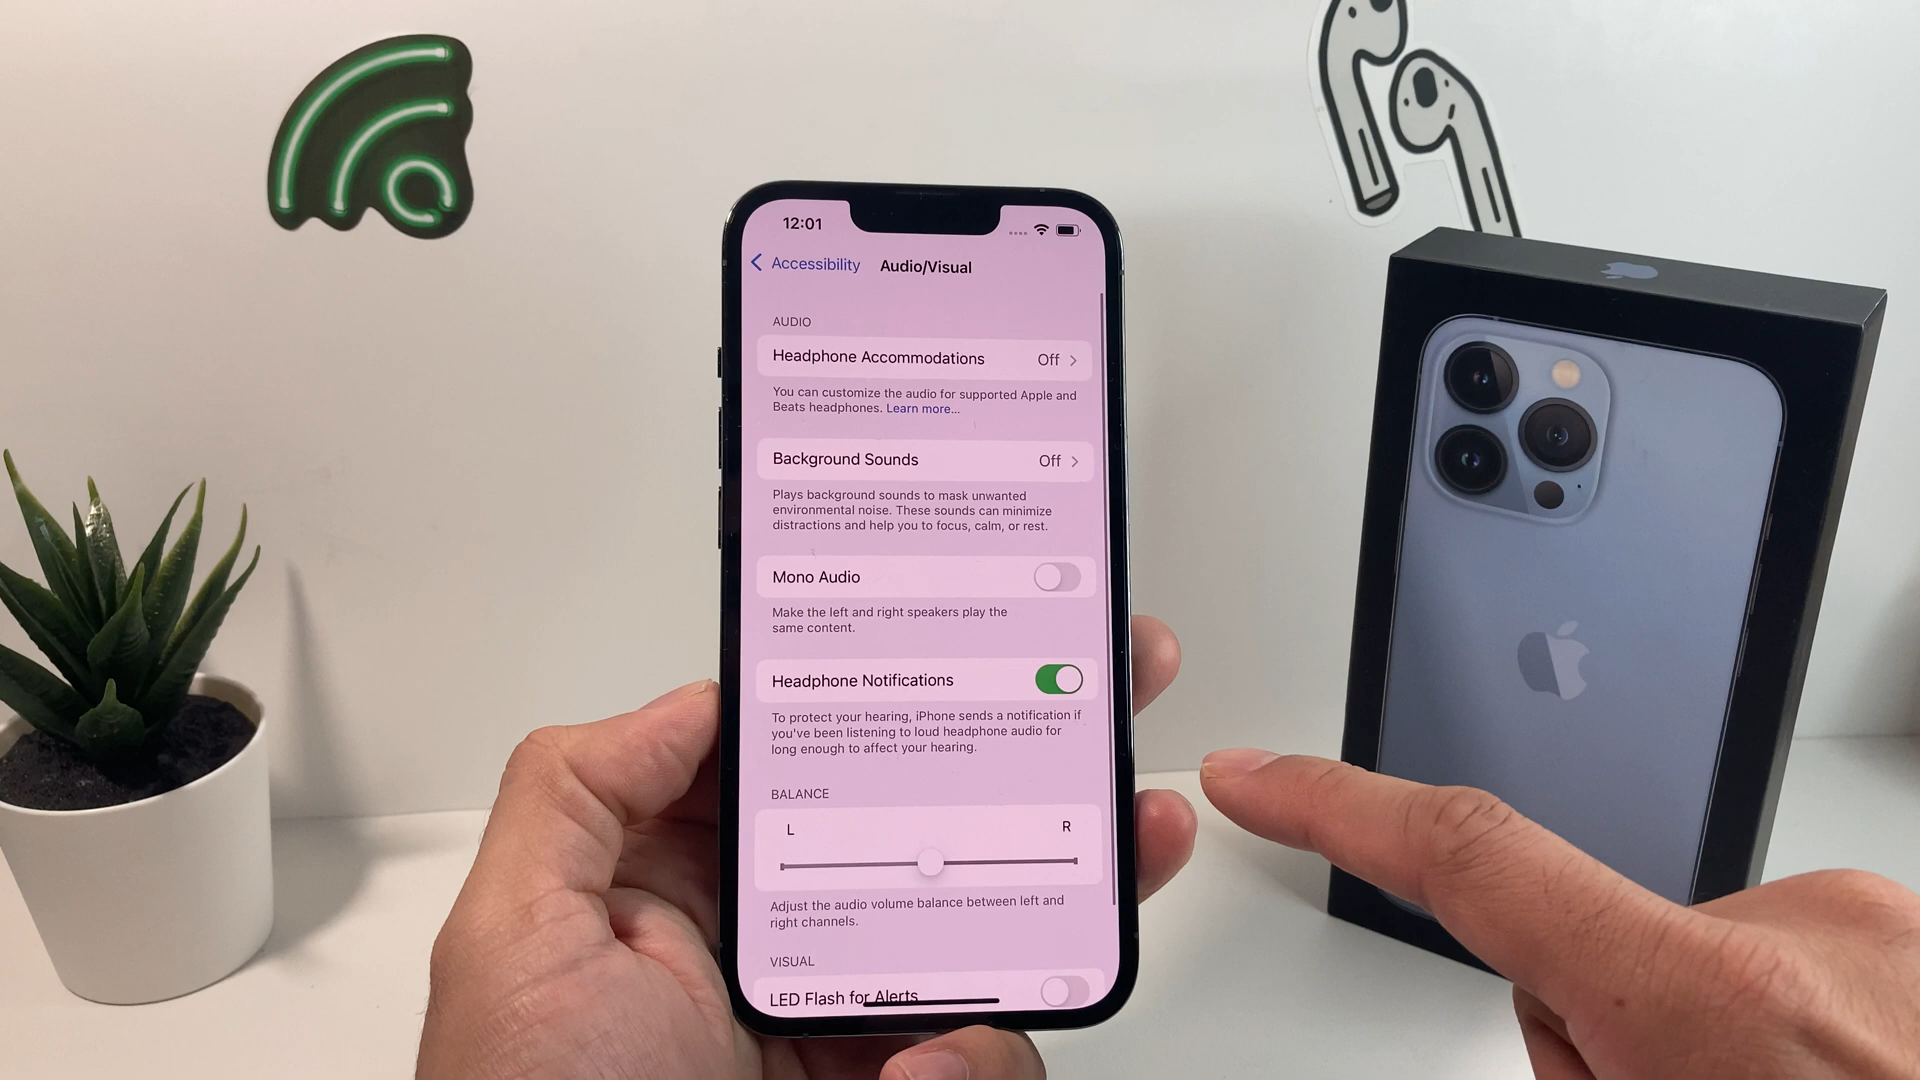 12:01
Accessibility Audio/Visual
AUDIO
Headphone Accommodations Off
You can customize the audio for supported Apple and
Beats headphones. Learn more...
Background Sounds Off
Plays background sounds to mask unwanted
environmental noise. These sounds can minimize
distractions and help you to focus, calm, or rest.
Mono Audio
Make the left and right speakers play the
same content.
Headphone Notifications
To protect your hearing, iPhone sends a notification if
you've been listening to loud headphone audio for
long enough to affect your hearing.
BALANCE
L R
Adjust the audio volume balance between left and
right channels.
VISUAL
LED Flash for Alerts